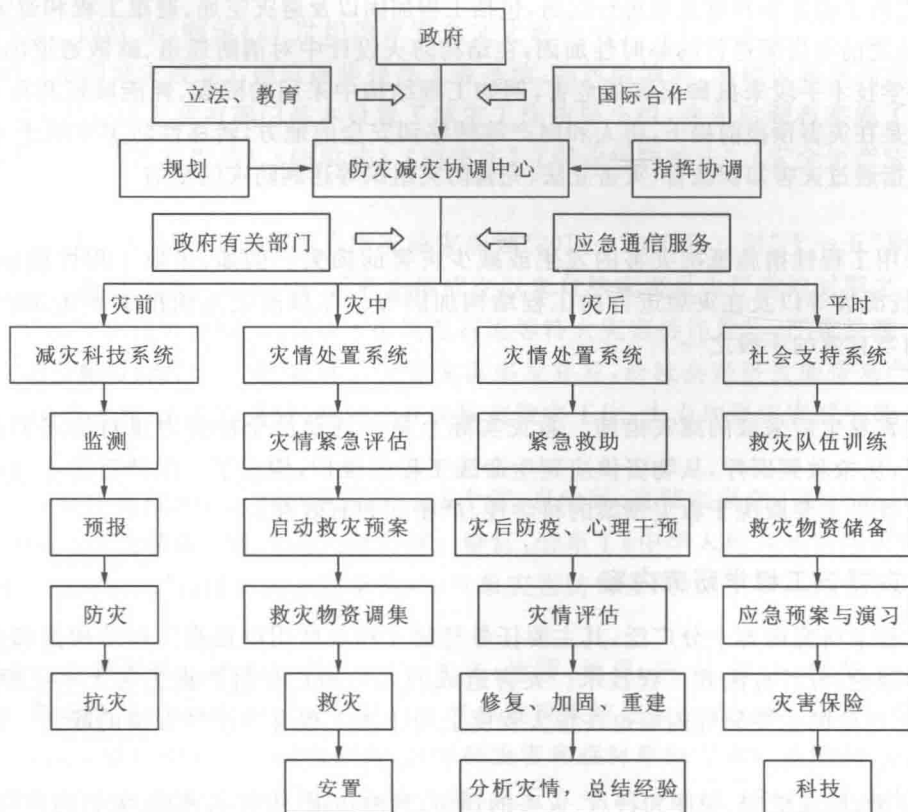 政府
立法、教育
国际合作
规划
防灾减灾协调中心
指挥协调
政府有关部门
应急通信服务
灾前
灾中
灾后
平时
减灾科技系统
灾情处置系统
灾情处置系统
社会支持系统
监测
灾情紧急评估
紧急救助
救灾队伍训练
预报
启动救灾预案
灾后防疫、心理干预
救灾物资储备
防灾
救灾物资调集
灾情评估
应急预案与演习
抗灾
救灾
修复、加固、重建
灾害保险
安置
分析灾情，总结经验
科技